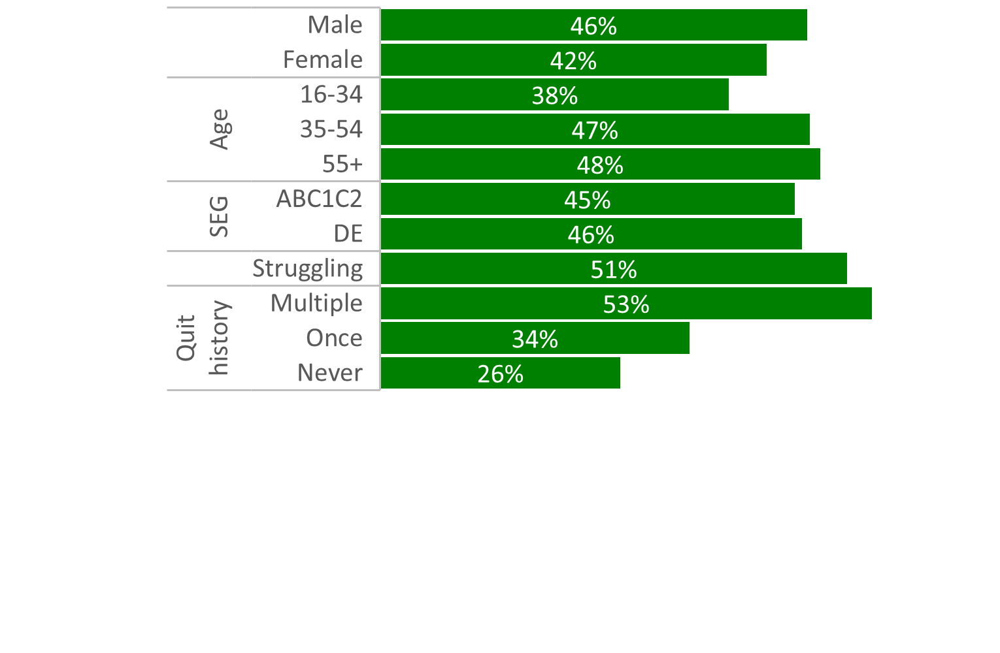 Male 46%
Female 42%
Age
16-34 38%
35-54 47%
55+ 48%
SEG
ABC1C2 45%
DE 46%
Struggling 51%
Quit
history
Multiple 53%
Once 34%
Never 26%